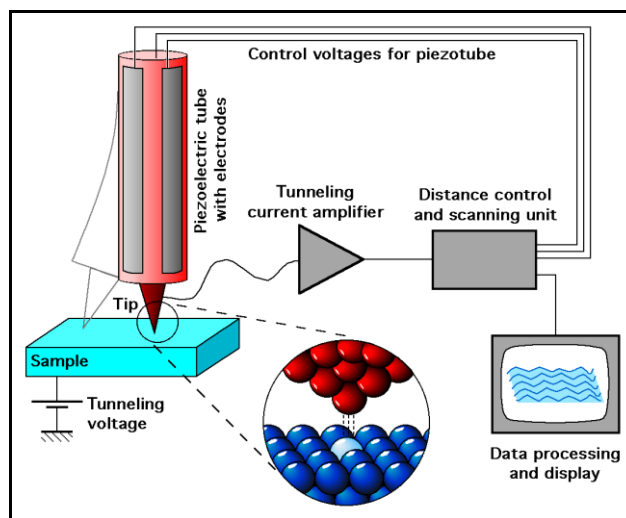 Control voltages for piezotube
Piezoelectric tube
with electrodes
Tunneling
current amplifier
Distance control
and scanning unit
Tip
Sample
Tunneling
voltage
Data processing
and display